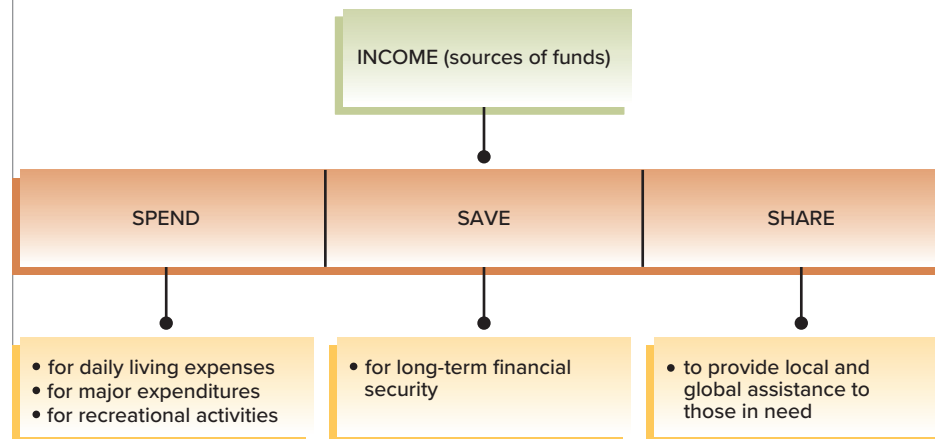 INCOME (sources of funds)
SPEND
SAVE
SHARE
• for daily living expenses
• for major expenditures
• for recreational activities
• for long-term financial
security
• to provide local and
global assistance to
those in need